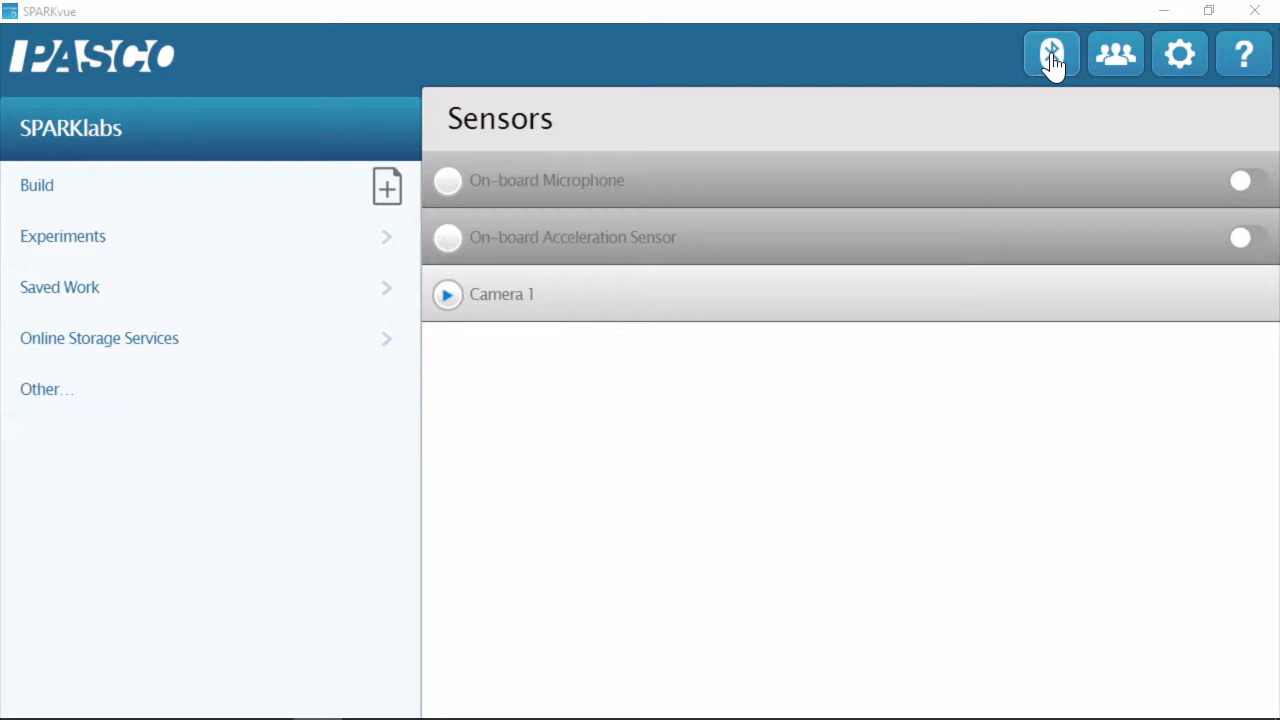 SPARKvue
PASCO
?
SPARKlabs
Sensors
Build
On-board Microphone
Experiments
On-board Acceleration Sensor
Saved Work
Camera 1
Online Storage Services
Other...